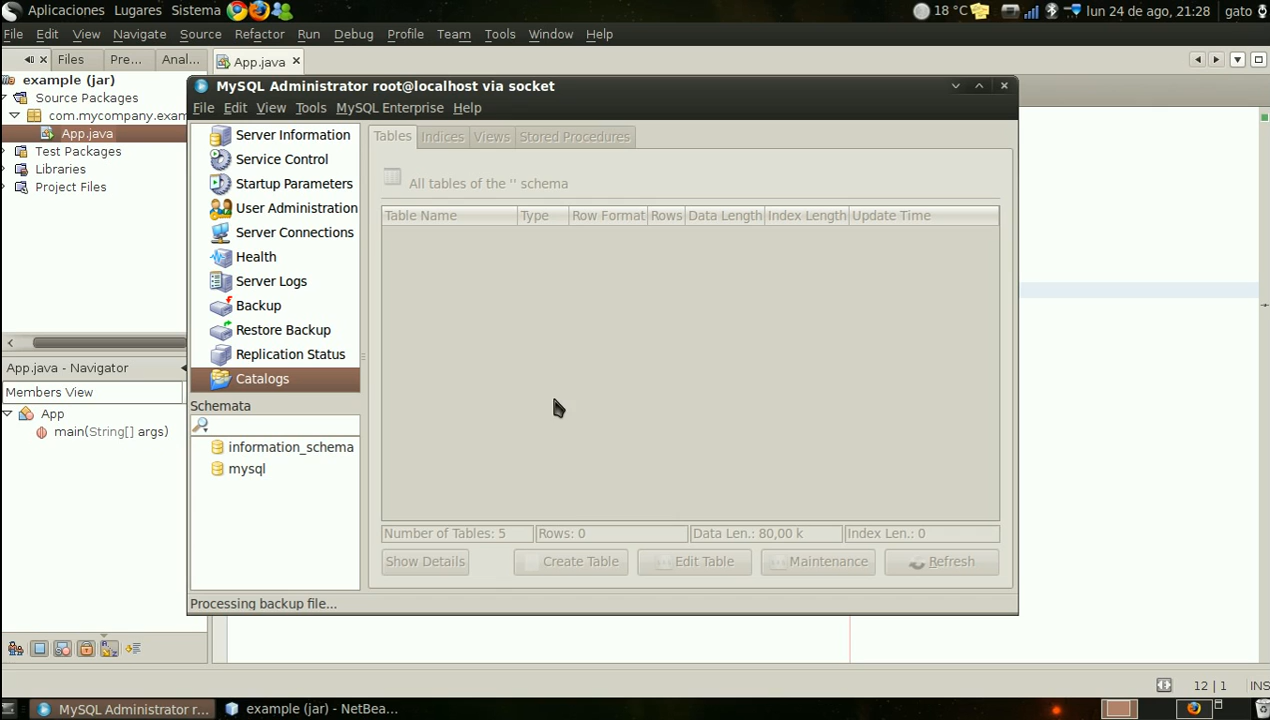 Aplicaciones Lugares Sistema 18 °C lun 24 de ago, 21:28 gato
File Edit View Navigate Source Refactor Run Debug Profile Team Tools Window Help
Files Pre... Anal... App.java
example (jar)
Source Packages
com.mycompany.exam
App.java
Test Packages
Libraries
Project Files
App.java - Navigator
Members View
App
main(String[] args)
MySQL Administrator root@localhost via socket
File Edit View Tools MySQL Enterprise Help
Server Information
Service Control
Startup Parameters
User Administration
Server Connections
Health
Server Logs
Backup
Restore Backup
Replication Status
Catalogs
Schemata
information_schema
mysql
Tables Indices Views Stored Procedures
All tables of the '' schema
Table Name Type Row Format Rows Data Length Index Length Update Time
Number of Tables: 5 Rows: 0 Data Len.: 80,00 k Index Len.: 0
Show Details Create Table Edit Table Maintenance Refresh
Processing backup file...
12 | 1 INS
MySQL Administrator r... example (jar) - NetBea...